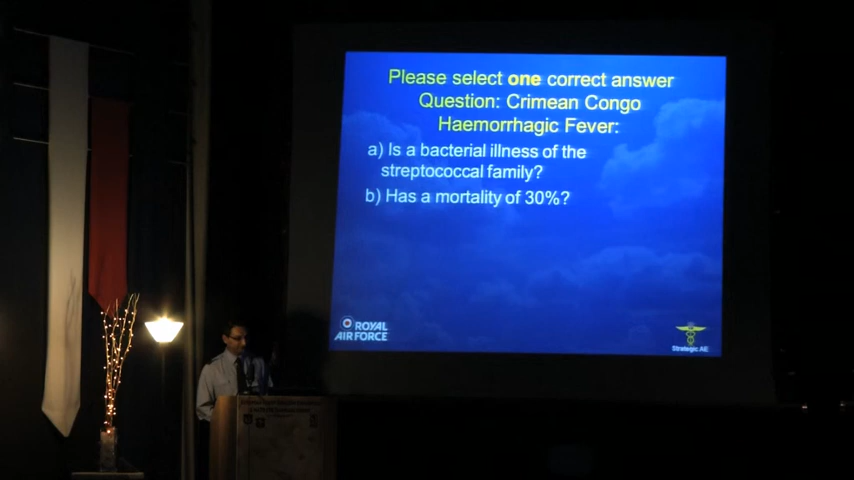 Please select one correct answer
Question: Crimean Congo
Haemorrhagic Fever:
a) Is a bacterial illness of the
streptococcal family?
b) Has a mortality of 30%?
ROYAL
AIR FORCE
Strategic AE